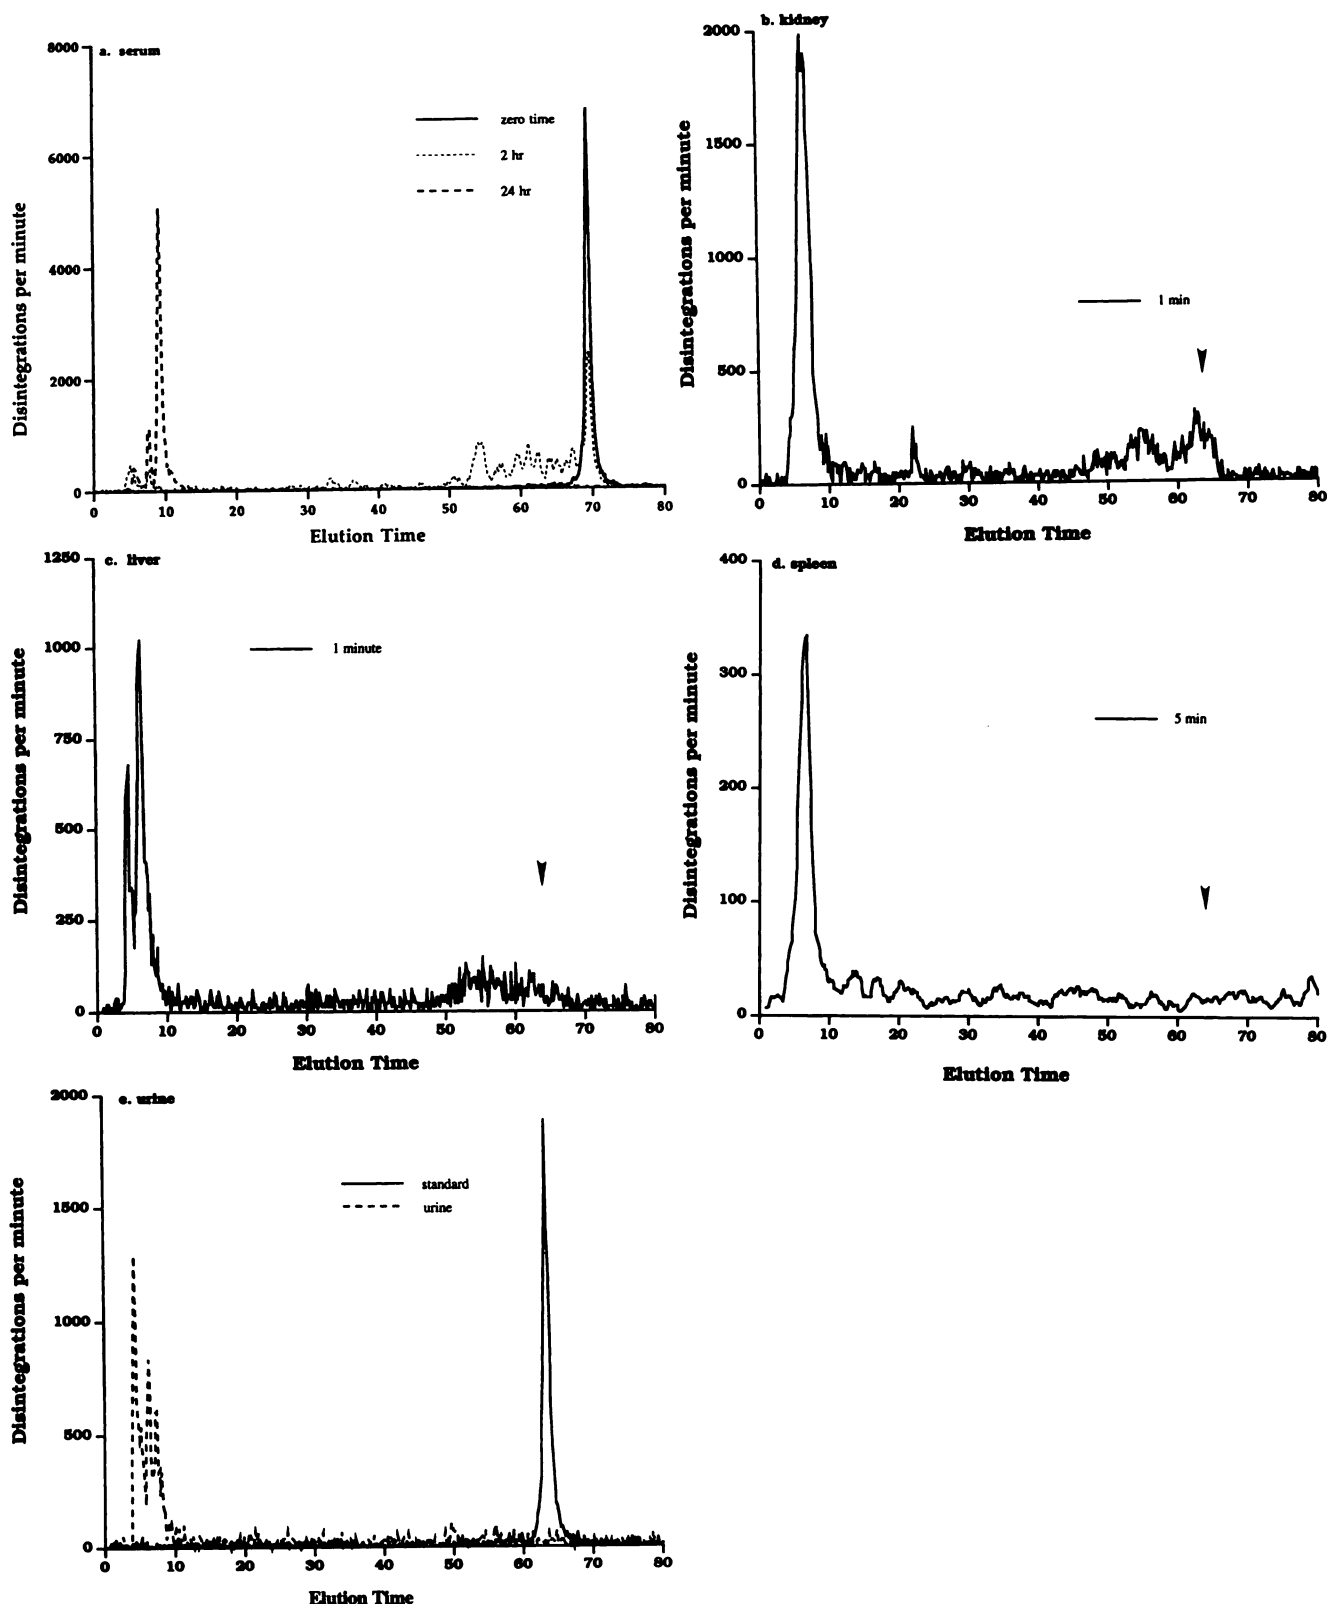 a. serum
8000
6000
4000
2000
0
0 10 20 30 40 50 60 70 80
Disintegrations per minute
Elution Time
zero time
2 hr
24 hr
b. kidney
2000
1500
1000
500
0
0 10 20 30 40 50 60 70 80
Disintegrations per minute
Elution Time
1 min
c. liver
1250
1000
750
500
250
0
0 10 20 30 40 50 60 70 80
Disintegrations per minute
Elution Time
1 minute
d. spleen
400
300
200
100
0
0 10 20 30 40 50 60 70 80
Disintegrations per minute
Elution Time
5 min
e. urine
2000
1500
1000
500
0
0 10 20 30 40 50 60 70 80
Disintegrations per minute
Elution Time
standard
urine